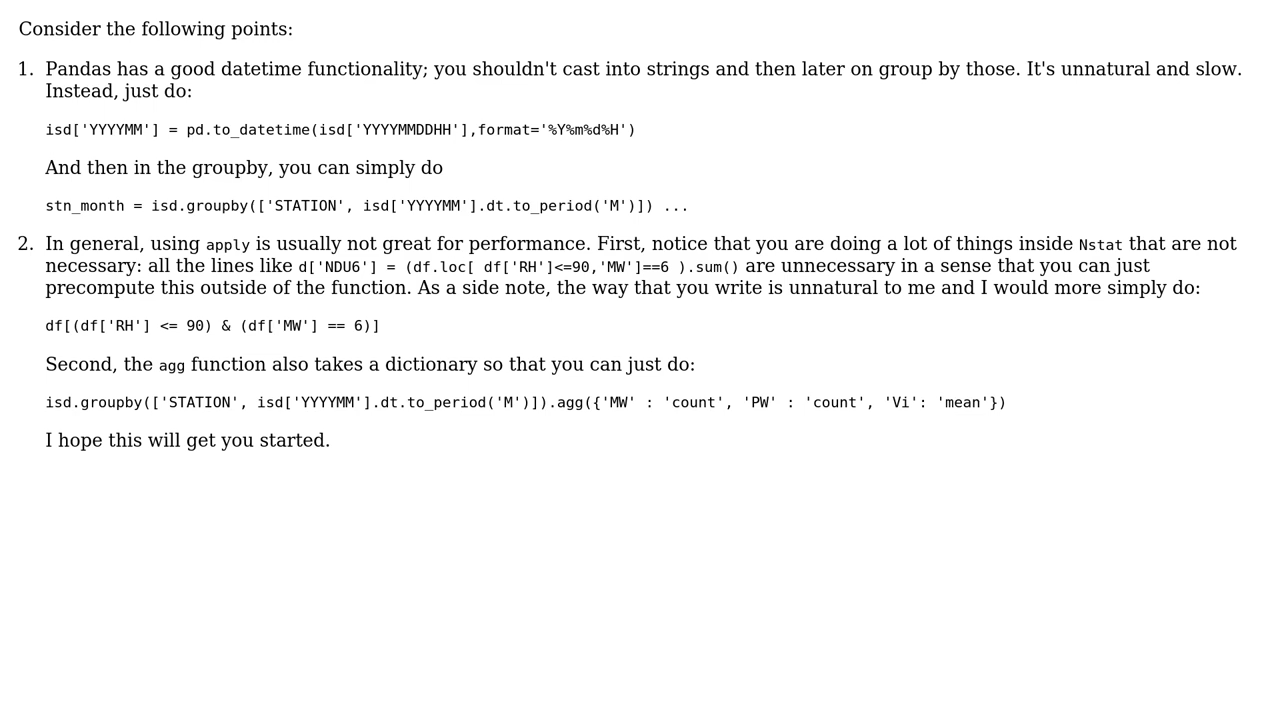 Consider the following points:
1. Pandas has a good datetime functionality; you shouldn't cast into strings and then later on group by those. It's unnatural and slow.
Instead, just do:
isd['YYYYMM'] = pd.to_datetime(isd['YYYYMMDDHH'],format='%Y%m%d%H')
And then in the groupby, you can simply do
stn_month = isd.groupby(['STATION', isd['YYYYMM'].dt.to_period('M')]) ...
2. In general, using apply is usually not great for performance. First, notice that you are doing a lot of things inside Nstat that are not
necessary: all the lines like d['NDU6'] = (df.loc[ df['RH']<=90,'MW']==6 ).sum() are unnecessary in a sense that you can just
precompute this outside of the function. As a side note, the way that you write is unnatural to me and I would more simply do:
df[(df['RH'] <= 90) & (df['MW'] == 6)]
Second, the agg function also takes a dictionary so that you can just do:
isd.groupby(['STATION', isd['YYYYMM'].dt.to_period('M')]).agg({'MW' : 'count', 'PW' : 'count', 'Vi': 'mean'})
I hope this will get you started.